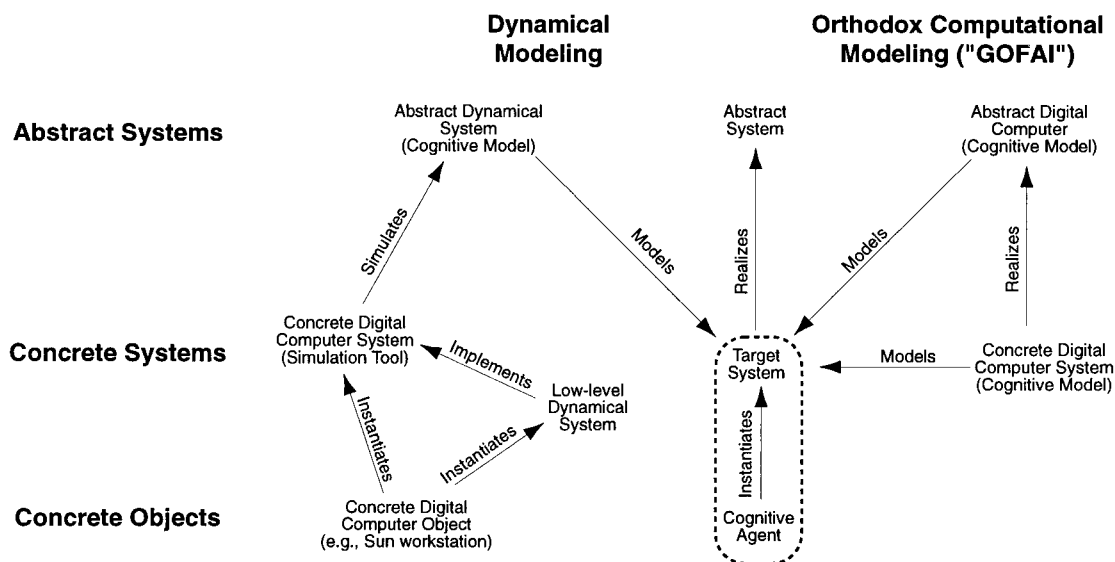 Dynamical
Modeling
Orthodox Computational
Modeling ("GOFAI")
Abstract Systems
Abstract Dynamical
System
(Cognitive Model)
Abstract
System
Abstract Digital
Computer
(Cognitive Model)
Simulates
Models
Realizes
Models
Realizes
Concrete Systems
Concrete Digital
Computer System
(Simulation Tool)
Implements
Low-level
Dynamical
System
Target
System
Models
Concrete Digital
Computer System
(Cognitive Model)
Instantiates
Instantiates
Instantiates
Concrete Objects
Concrete Digital
Computer Object
(e.g., Sun workstation)
Cognitive
Agent